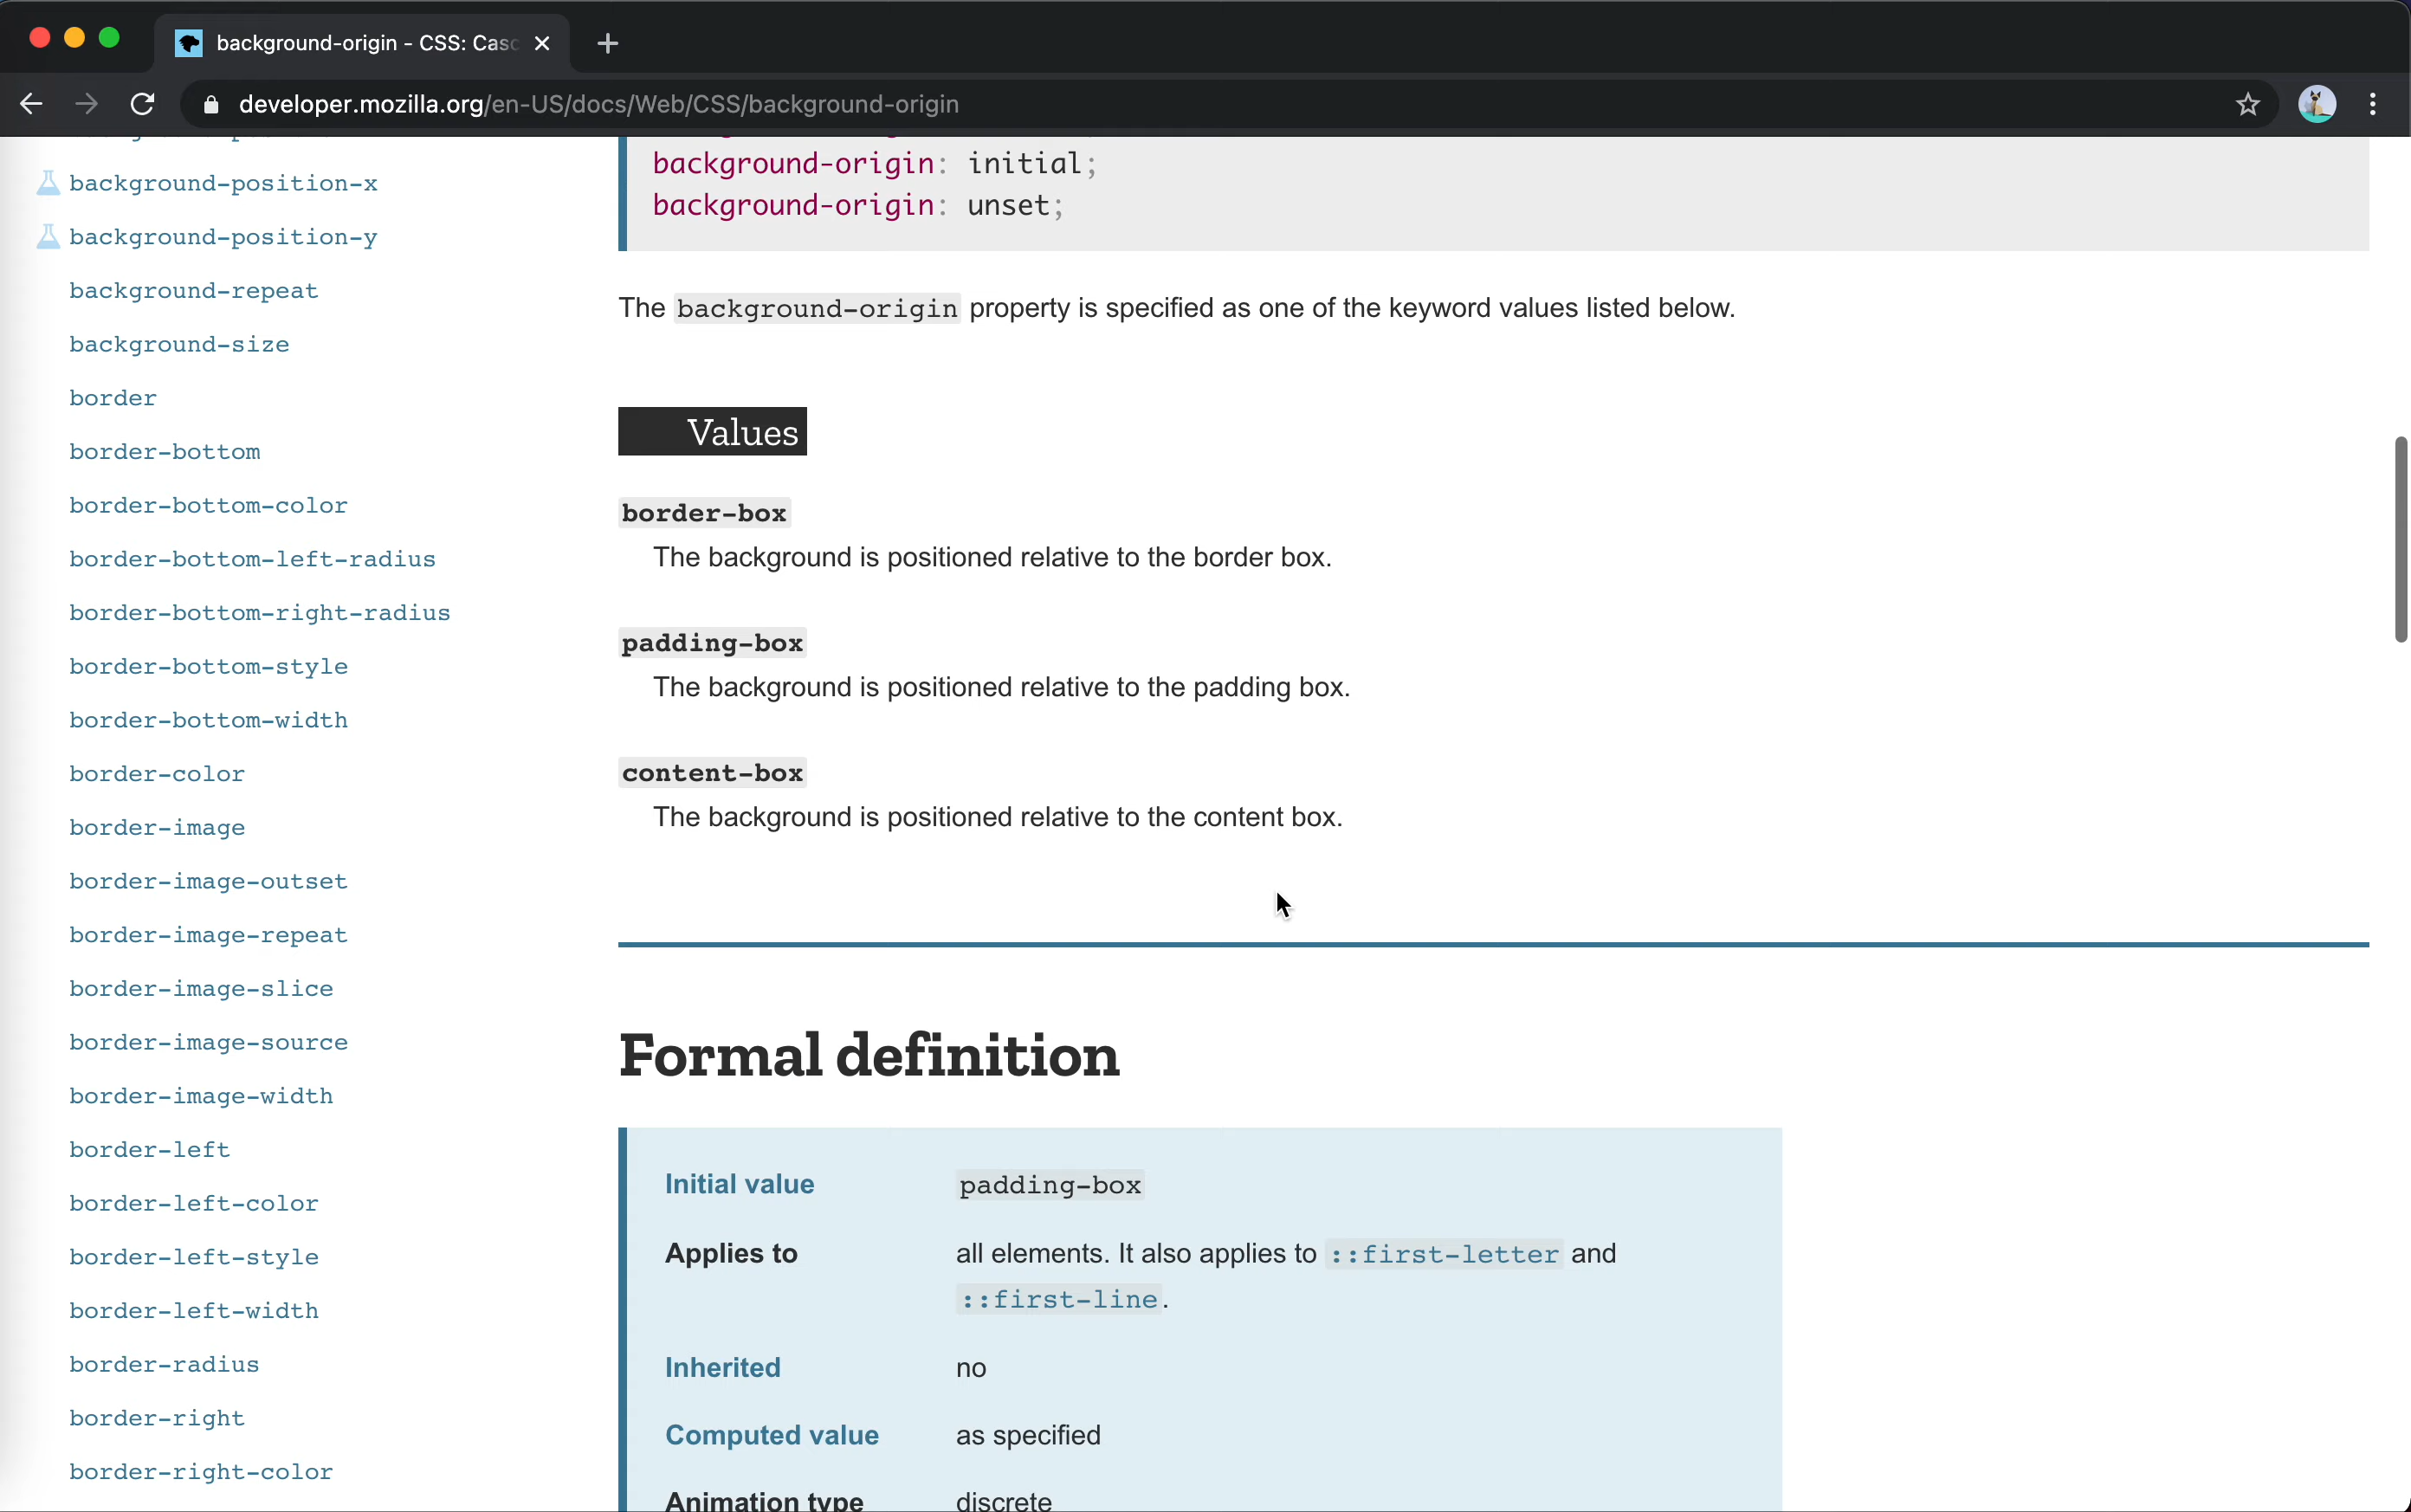 background-origin - CSS: Casc
developer.mozilla.org/en-US/docs/Web/CSS/background-origin
background-position-x
background-position-y
background-repeat
background-size
border
border-bottom
border-bottom-color
border-bottom-left-radius
border-bottom-right-radius
border-bottom-style
border-bottom-width
border-color
border-image
border-image-outset
border-image-repeat
border-image-slice
border-image-source
border-image-width
border-left
border-left-color
border-left-style
border-left-width
border-radius
border-right
border-right-color
background-origin: initial;
background-origin: unset;
The background-origin property is specified as one of the keyword values listed below.
Values
border-box
The background is positioned relative to the border box.
padding-box
The background is positioned relative to the padding box.
content-box
The background is positioned relative to the content box.
Formal definition
Initial value padding-box
Applies to all elements. It also applies to ::first-letter and
::first-line.
Inherited no
Computed value as specified
Animation type discrete